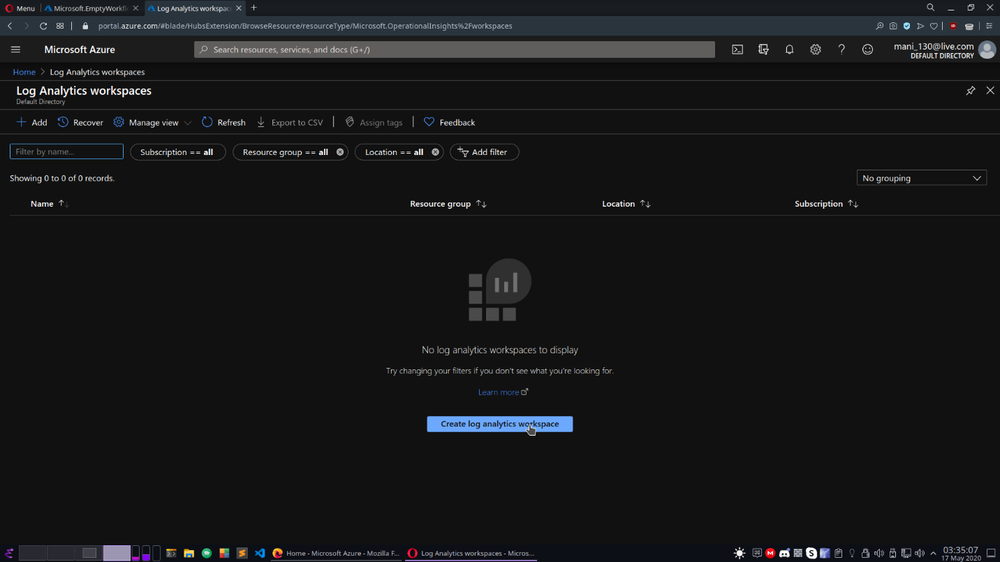 Menu
Microsoft.EmptyWorkfl
Log Analytics workspac
portal.azure.com/#blade/HubsExtension/BrowseResource/resourceType/Microsoft.OperationalInsights%2Fworkspaces
Microsoft Azure
Search resources, services, and docs (G+/)
mani_130@live.com
DEFAULT DIRECTORY
Home > Log Analytics workspaces
Log Analytics workspaces
Default Directory
Add Recover Manage view Refresh Export to CSV Assign tags Feedback
Filter by name...
Subscription == all
Resource group == all
Location == all
Add filter
Showing 0 to 0 of 0 records.
No grouping
Name Resource group Location Subscription
No log analytics workspaces to display
Try changing your filters if you don't see what you're looking for.
Learn more
Create log analytics workspace
Home - Microsoft Azure - Mozilla F...
Log Analytics workspaces - Micros...
03:35:07
17 May 2020